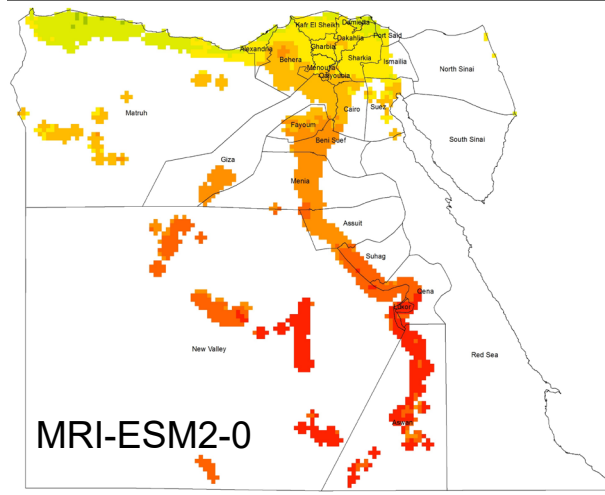 Kafr El Sheikh
Damietta
Alexandria
Dakahlia
Port Said
Gharbia
Behera
Sharkia
Ismailia
Menoufia
Qalyoubia
North Sinai
Matruh
Cairo
Suez
Fayoum
Beni Suef
South Sinai
Giza
Menia
Assuit
Suhag
Qena
Luxor
New Valley
Red Sea
Aswan
MRI-ESM2-0